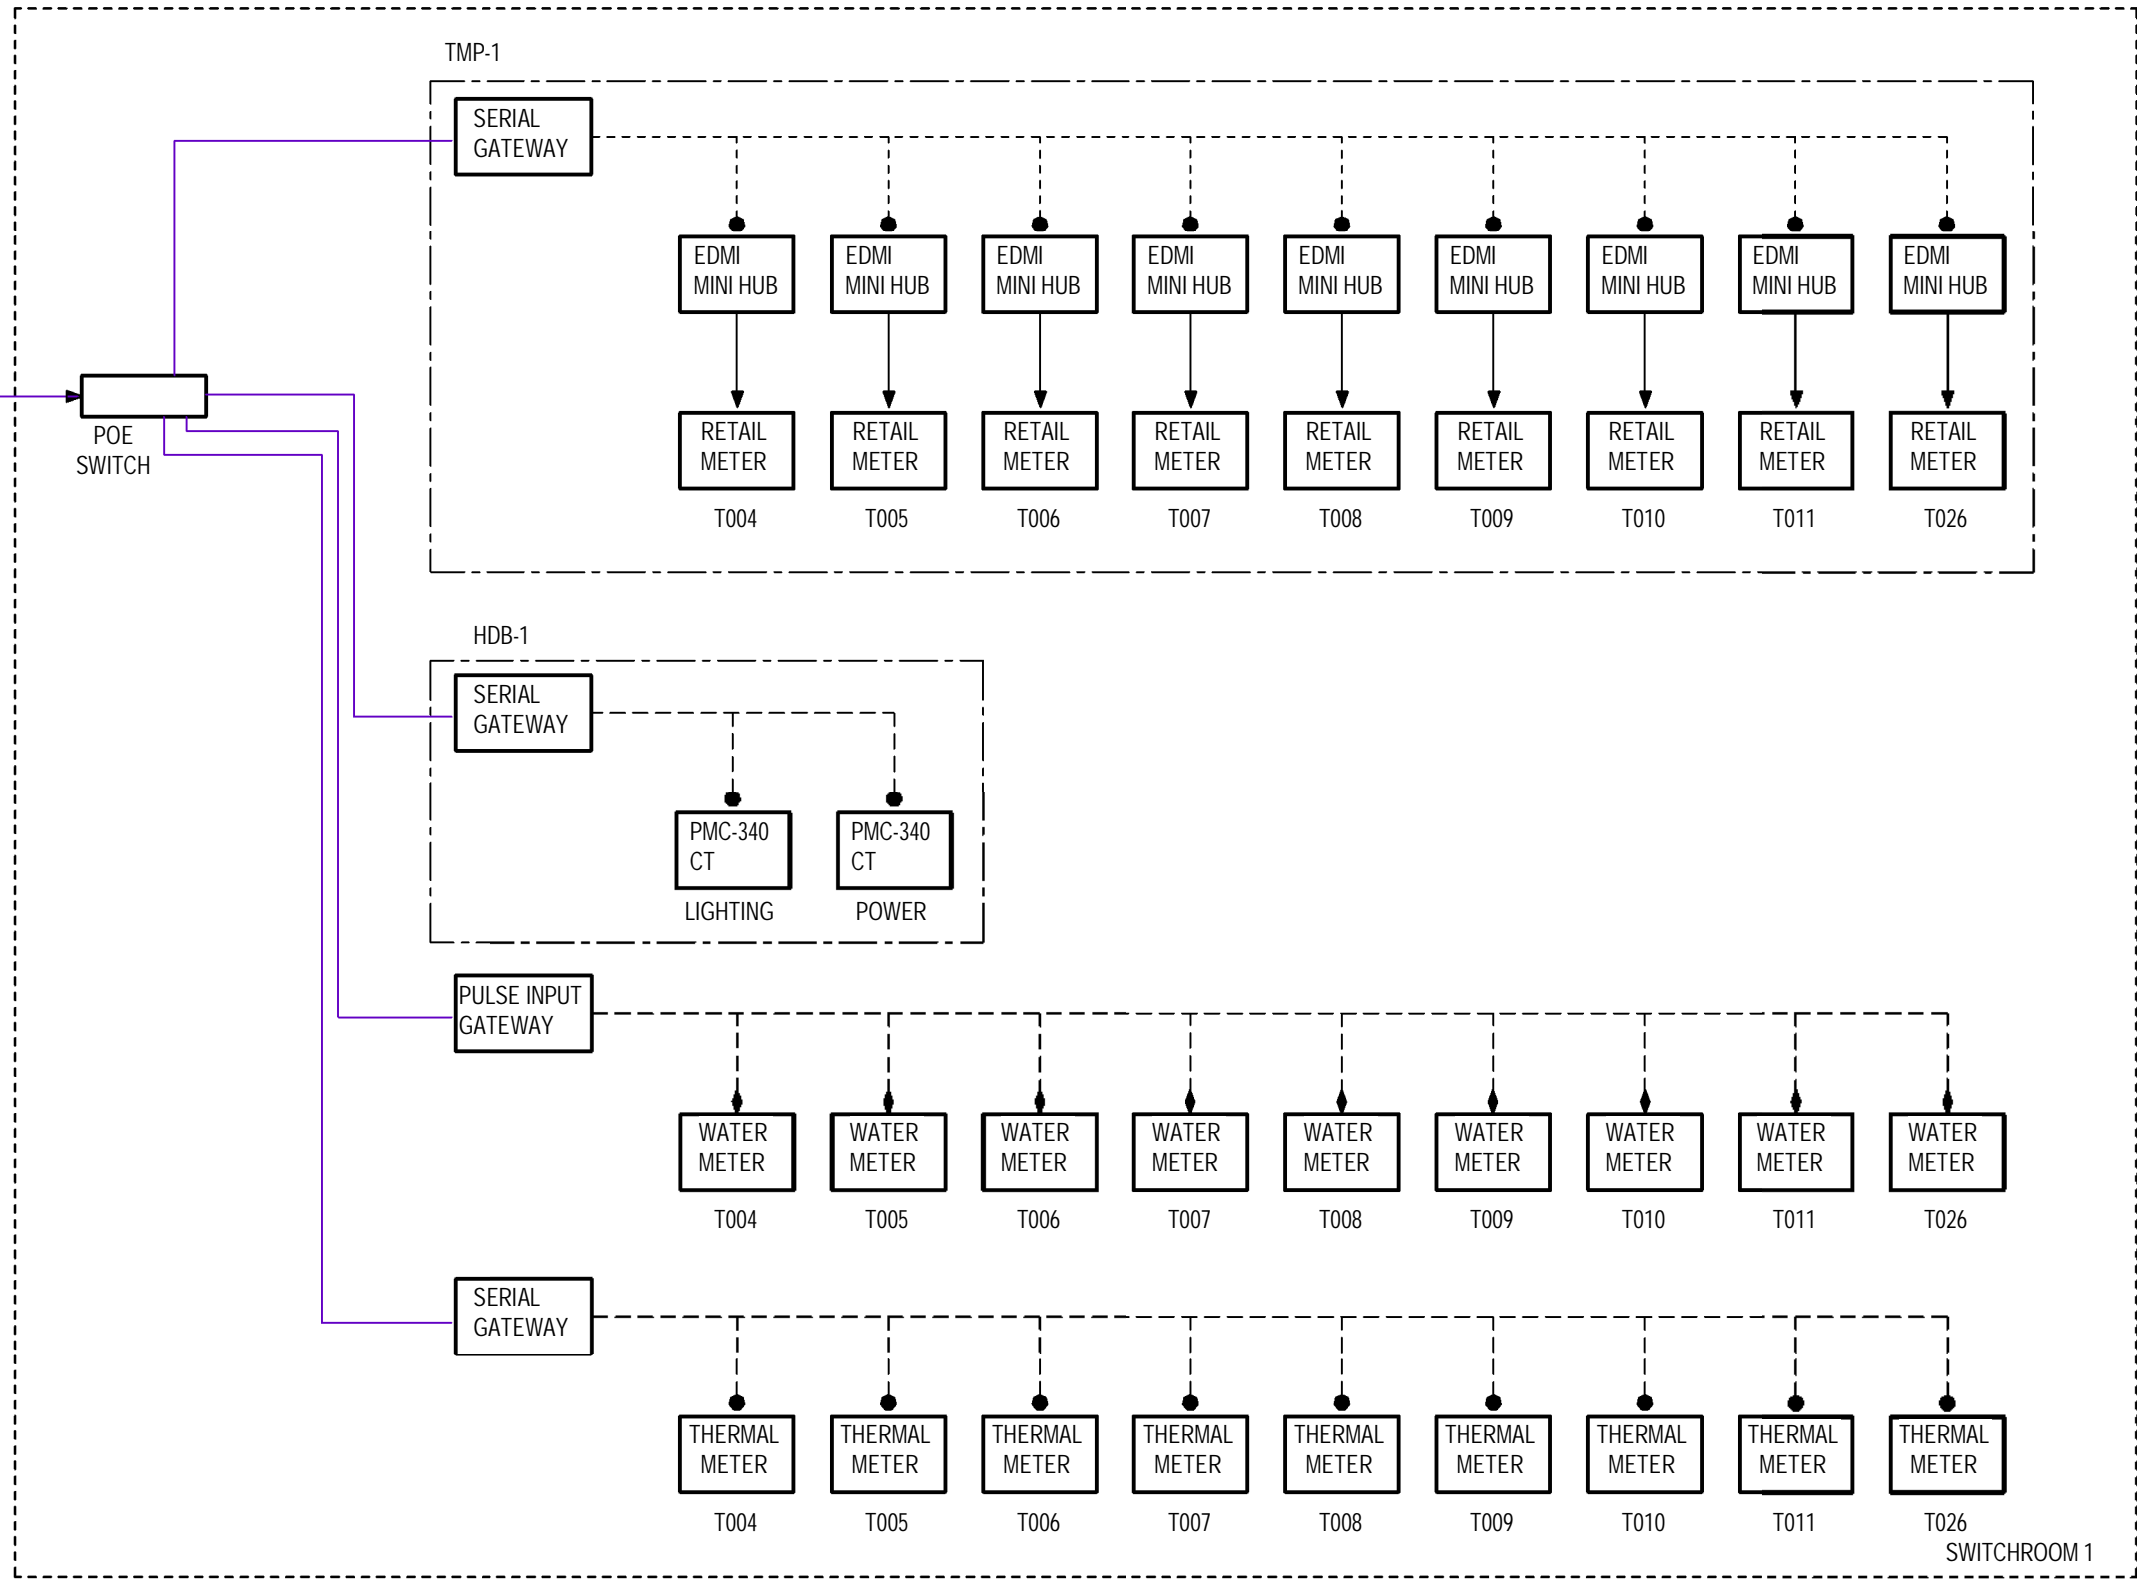 TMP-1
SERIAL
GATEWAY
EDMI EDMI EDMI EDMI EDMI EDMI EDMI EDMI EDMI
MINI HUB MINI HUB MINI HUB MINI HUB MINI HUB MINI HUB MINI HUB MINI HUB MINI HUB
POE
SWITCH
RETAIL RETAIL RETAIL RETAIL RETAIL RETAIL RETAIL RETAIL RETAIL
METER METER METER METER METER METER METER METER METER
T004 T005 T006 T007 T008 T009 T010 T011 T026
HDB-1
SERIAL
GATEWAY
PMC-340 PMC-340
CT CT
LIGHTING POWER
PULSE INPUT
GATEWAY
WATER WATER WATER WATER WATER WATER WATER WATER WATER
METER METER METER METER METER METER METER METER METER
T004 T005 T006 T007 T008 T009 T010 T011 T026
SERIAL
GATEWAY
THERMAL THERMAL THERMAL THERMAL THERMAL THERMAL THERMAL THERMAL THERMAL
METER METER METER METER METER METER METER METER METER
T004 T005 T006 T007 T008 T009 T010 T011 T026
SWITCHROOM 1